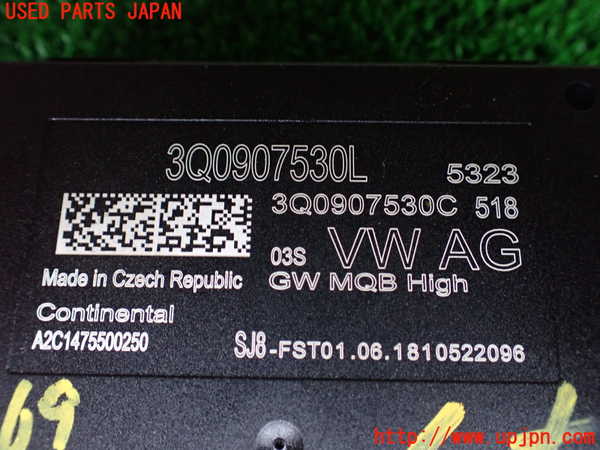 USED PARTS JAPAN
3Q0907530L 5323
3Q0907530C 518
03S VW AG
Made in Czech Republic GW MQB High
Continental
A2C1475500250 SJ8-FST01.06.1810522096
69
http://www.upjpn.com/